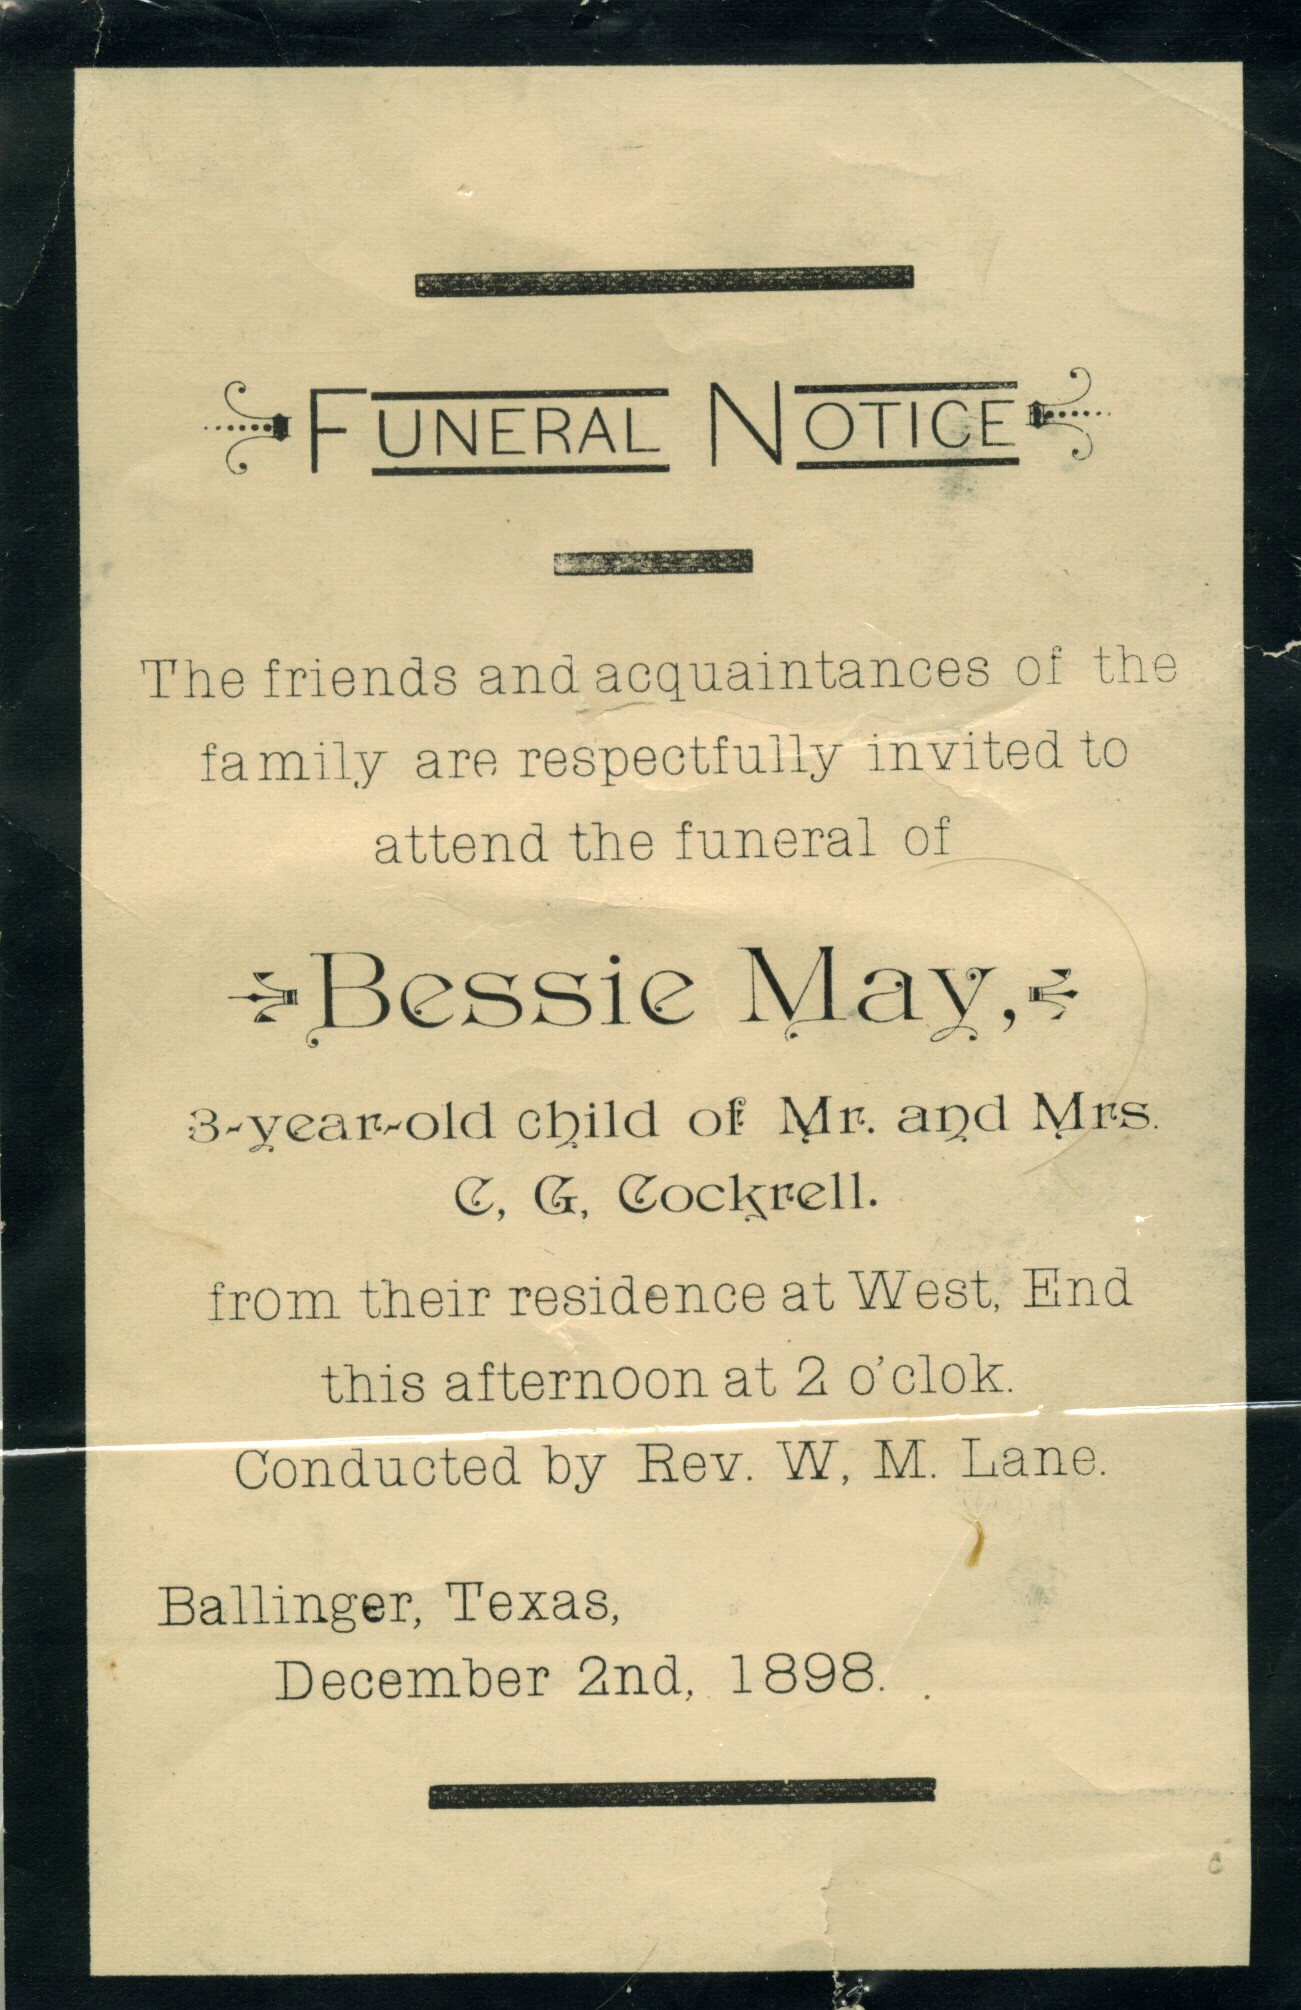 FUNERAL NOTICE
The friends and acquaintances of the
family are respectfully invited to
attend the funeral of
Bessie May,
3-year-old child of Mr. and Mrs.
C, G, Cockrell.
from their residence at West, End
this afternoon at 2 o'clok.
Conducted by Rev. W, M. Lane.
Ballinger, Texas,
December 2nd, 1898.